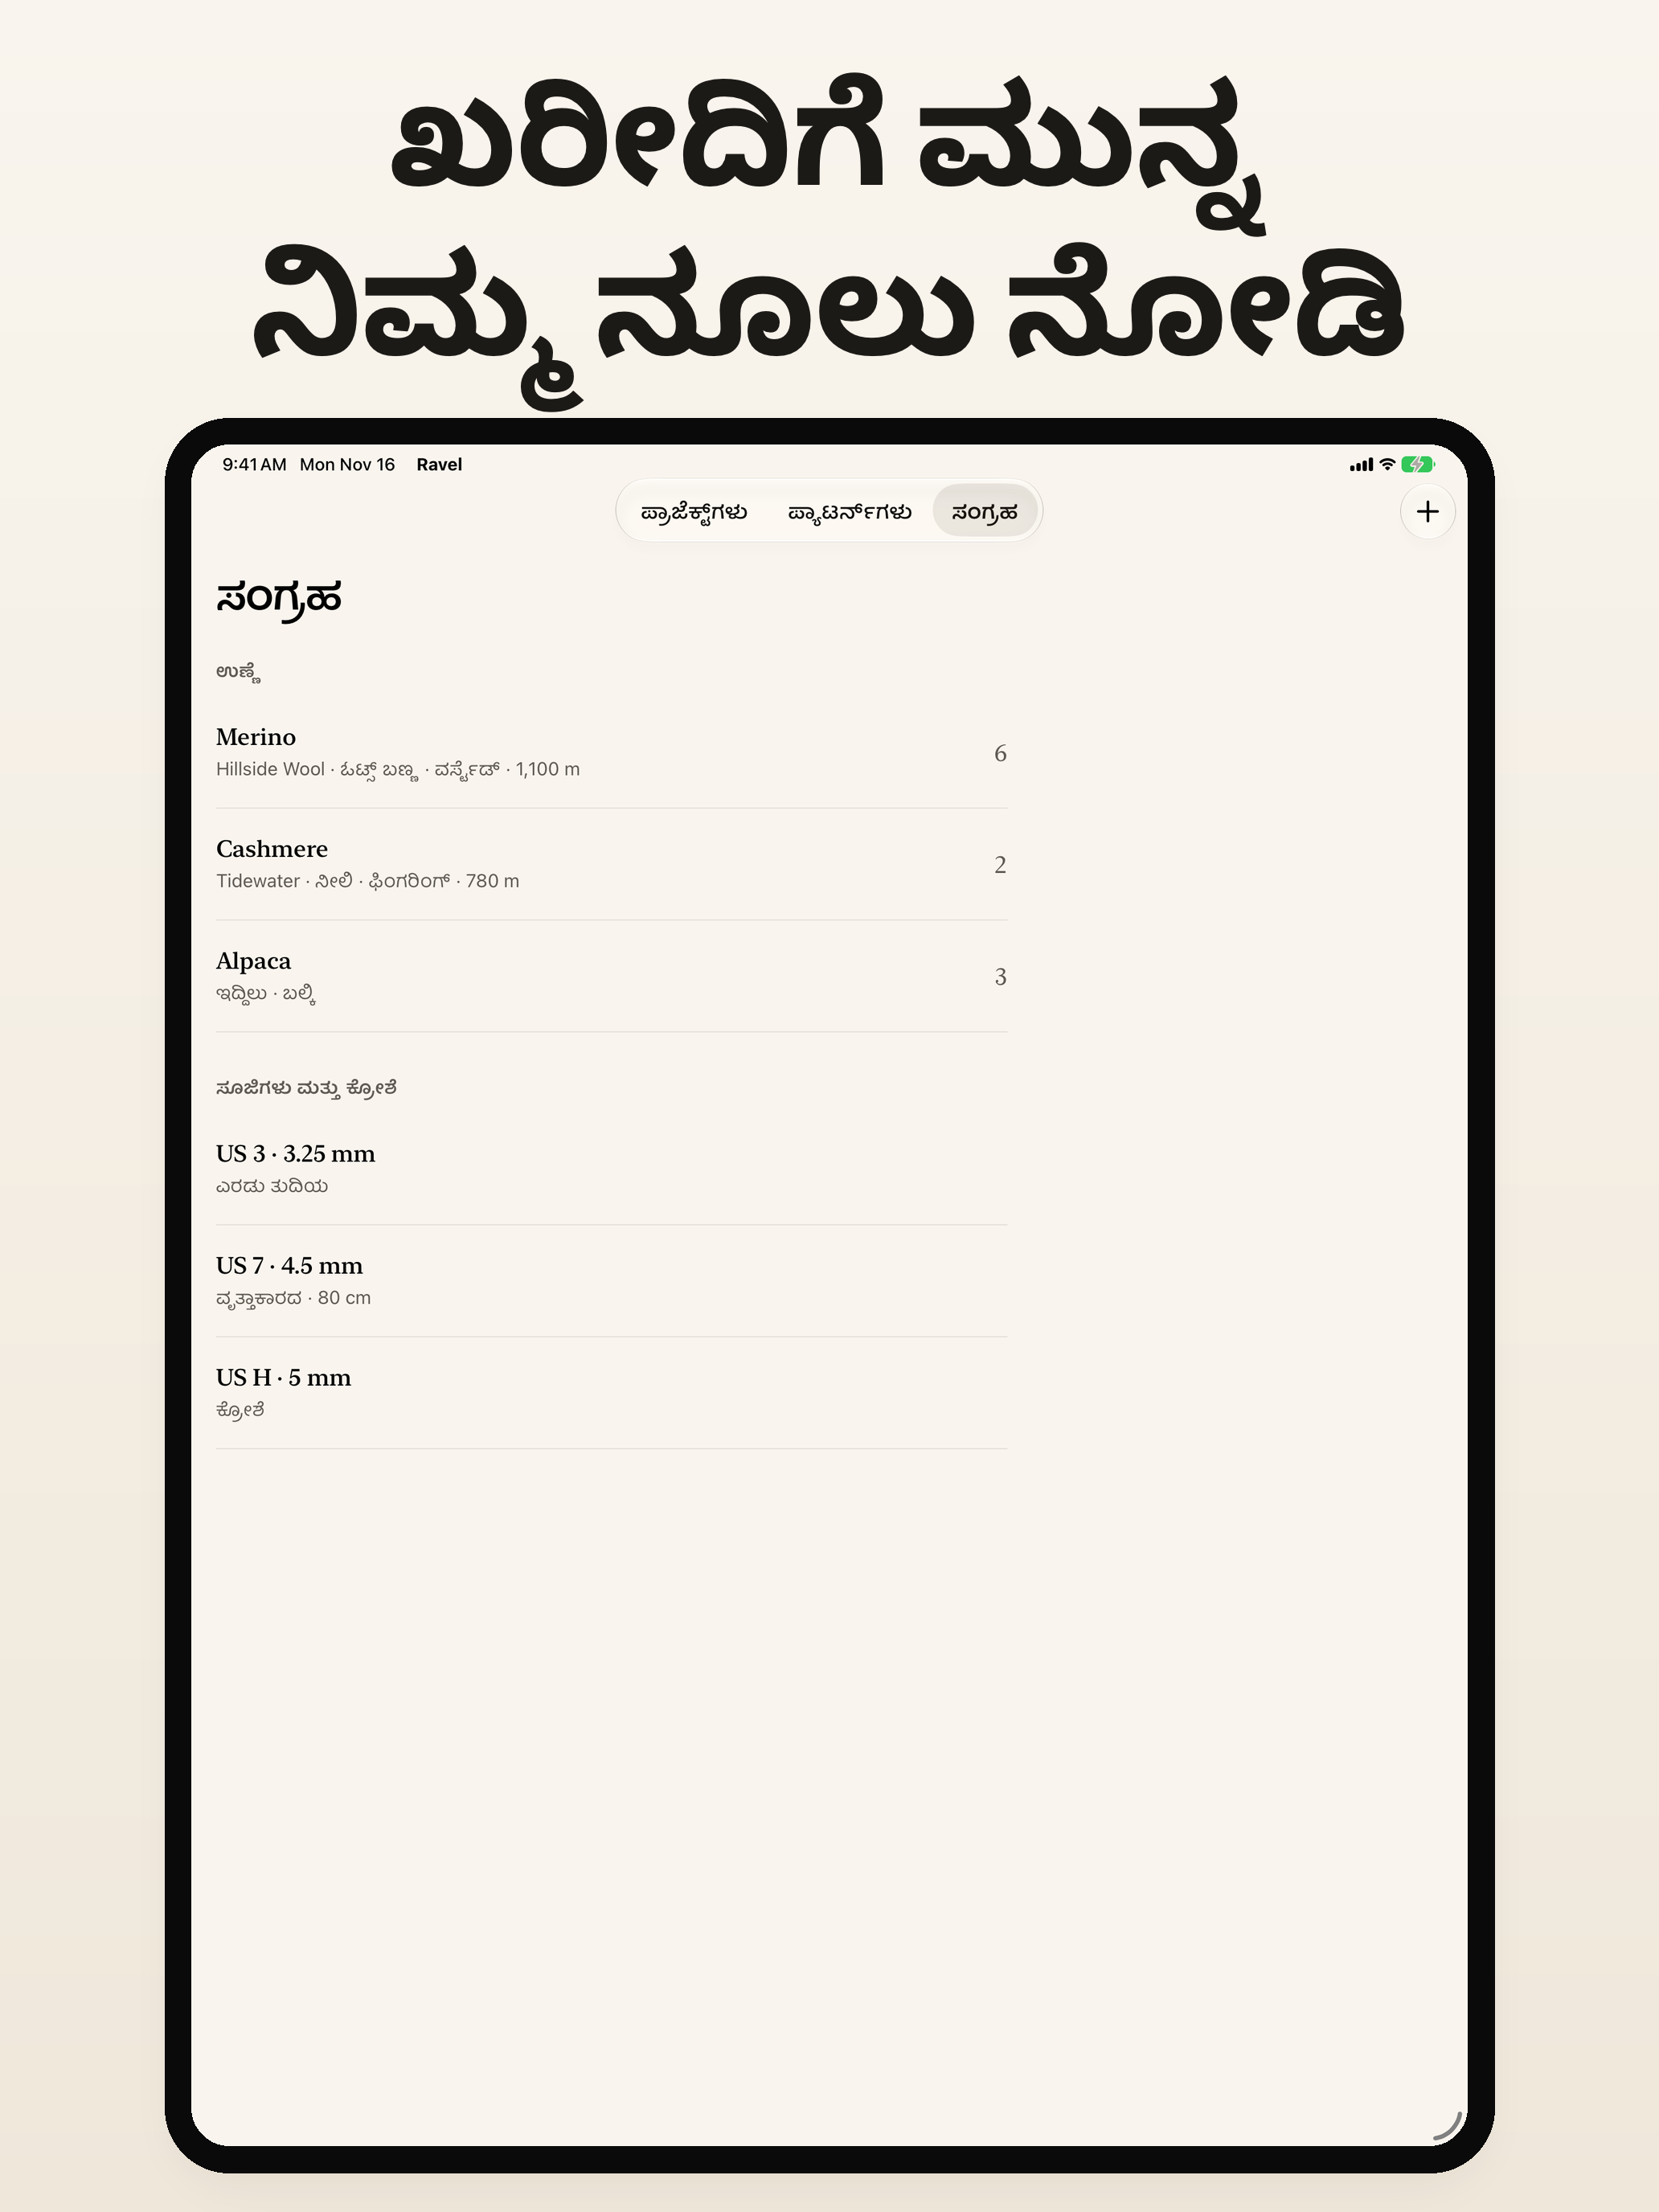 ಖರೀದಿಗೆ ಮುನ್ನ
ನಿಮ್ಮ ನೂಲು ನೋಡಿ
9:41 AM Mon Nov 16 Ravel
ಪ್ರಾಜೆಕ್ಟ್‌ಗಳು ಪ್ಯಾಟರ್ನ್‌ಗಳು ಸಂಗ್ರಹ
ಸಂಗ್ರಹ
ಉಣ್ಣೆ
Merino
6
Hillside Wool · ಓಟ್ಸ್ ಬಣ್ಣ · ವರ್ಸ್ಟೆಡ್ · 1,100 m
Cashmere
2
Tidewater · ನೀಲಿ · ಫಿಂಗರಿಂಗ್ · 780 m
Alpaca
3
ಇದ್ದಿಲು · ಬಲ್ಕಿ
ಸೂಜಿಗಳು ಮತ್ತು ಕ್ರೋಶೆ
US 3 · 3.25 mm
ಎರಡು ತುದಿಯ
US 7 · 4.5 mm
ವೃತ್ತಾಕಾರದ · 80 cm
US H · 5 mm
ಕ್ರೋಶೆ